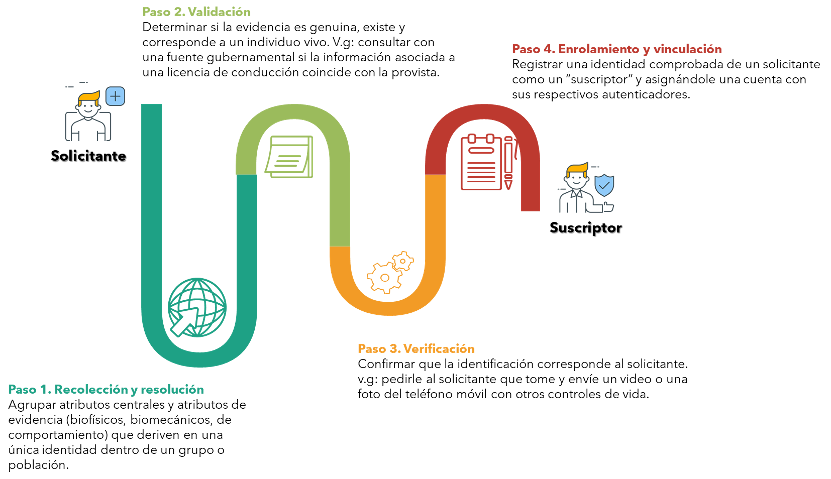 Paso 2. Validación
Determinar si la evidencia es genuina, existe y
corresponde a un individuo vivo. V.g: consultar con
una fuente gubernamental si la información asociada a
una licencia de conducción coincide con la provista.
Paso 4. Enrolamiento y vinculación
Registrar una identidad comprobada de un solicitante
como un “suscriptor” y asignándole una cuenta con
sus respectivos autenticadores.
Solicitante
Suscriptor
Paso 3. Verificación
Confirmar que la identificación corresponde al solicitante.
v.g: pedirle al solicitante que tome y envíe un video o una
foto del teléfono móvil con otros controles de vida.
Paso 1. Recolección y resolución
Agrupar atributos centrales y atributos de
evidencia (biofísicos, biomecánicos, de
comportamiento) que deriven en una
única identidad dentro de un grupo o
población.